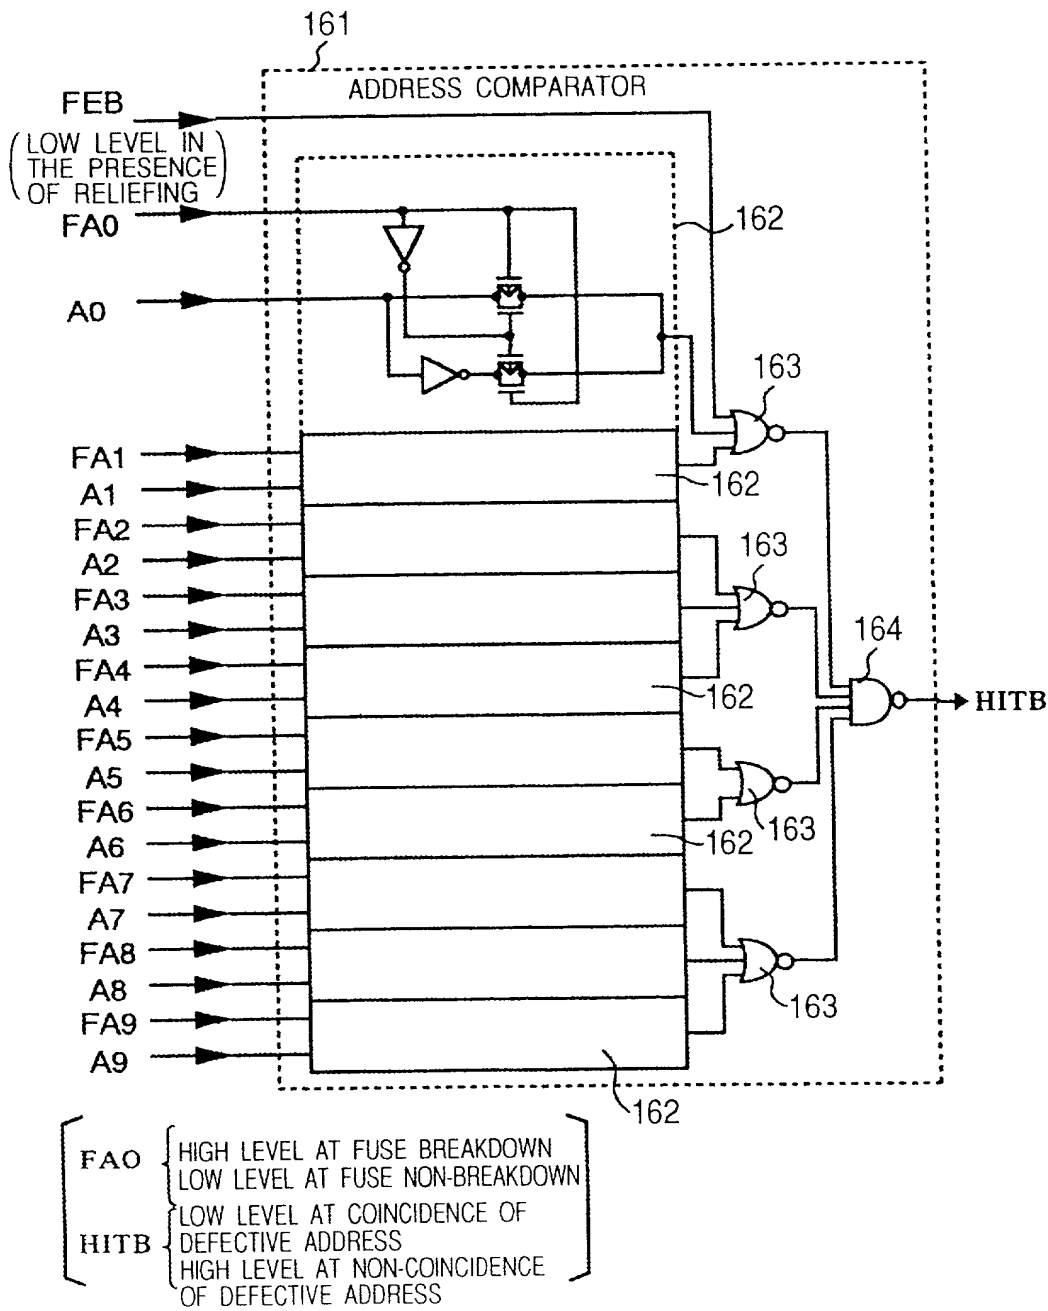 161
ADDRESS COMPARATOR
FEB
(LOW LEVEL IN
THE PRESENCE
OF RELIEFING)
FA0
162
A0
163
FA1
162
A1
FA2
163
A2
FA3
A3
164
FA4
162
A4
HITB
FA5
A5
FA6
163
162
A6
FA7
A7
FA8
A8
163
FA9
A9
162
FAO
HIGH LEVEL AT FUSE BREAKDOWN
LOW LEVEL AT FUSE NON-BREAKDOWN
HITB
LOW LEVEL AT COINCIDENCE OF
DEFECTIVE ADDRESS
HIGH LEVEL AT NON-COINCIDENCE
OF DEFECTIVE ADDRESS